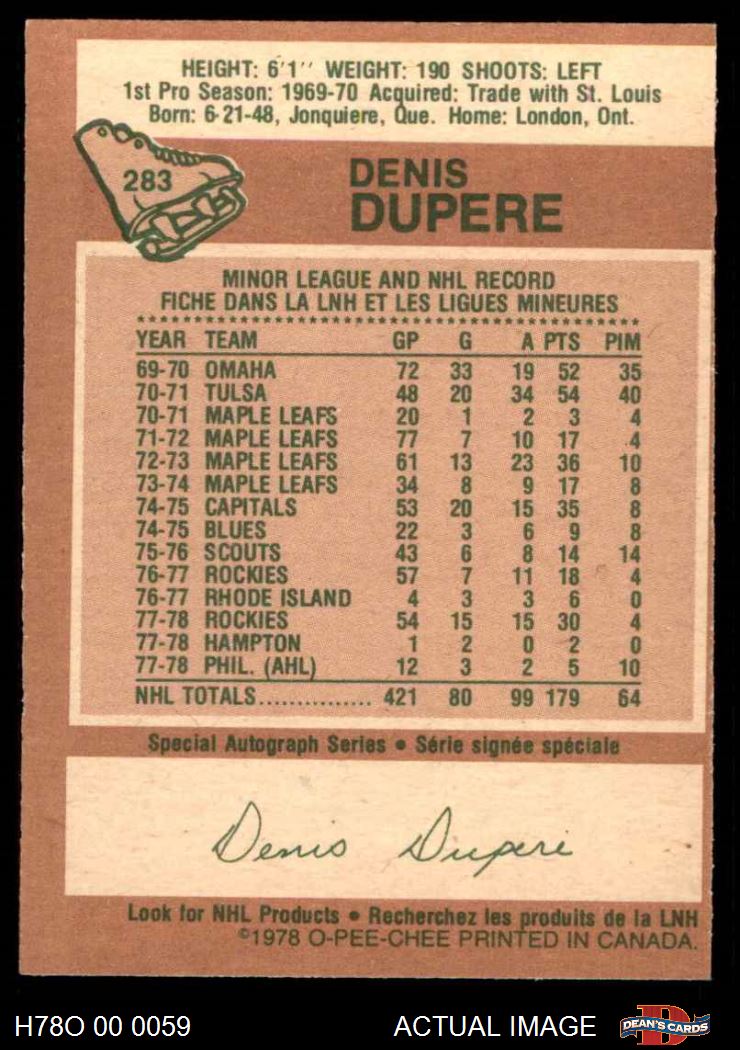 HEIGHT: 6'1'' WEIGHT: 190 SHOOTS: LEFT
1st Pro Season: 1969-70 Acquired: Trade with St. Louis
Born: 6-21-48, Jonquiere, Que. Home: London, Ont.
283
DENIS
DUPERE
MINOR LEAGUE AND NHL RECORD
FICHE DANS LA LNH ET LES LIGUES MINEURES
YEAR TEAM GP G A PTS PIM
69-70 OMAHA 72 33 19 52 35
70-71 TULSA 48 20 34 54 40
70-71 MAPLE LEAFS 20 1 2 3 4
71-72 MAPLE LEAFS 77 7 10 17 4
72-73 MAPLE LEAFS 61 13 23 36 10
73-74 MAPLE LEAFS 34 8 9 17 8
74-75 CAPITALS 53 20 15 35 8
74-75 BLUES 22 3 6 9 8
75-76 SCOUTS 43 6 8 14 14
76-77 ROCKIES 57 7 11 18 4
76-77 RHODE ISLAND 4 3 3 6 0
77-78 ROCKIES 54 15 15 30 4
77-78 HAMPTON 1 2 0 2 0
77-78 PHIL. (AHL) 12 3 2 5 10
NHL TOTALS............... 421 80 99 179 64
Special Autograph Series • Série signée spéciale
Denis Dupere
Look for NHL Products • Recherchez les produits de la LNH
©1978 O-PEE-CHEE PRINTED IN CANADA.
H78O 00 0059 ACTUAL IMAGE D DEAN'S CARDS